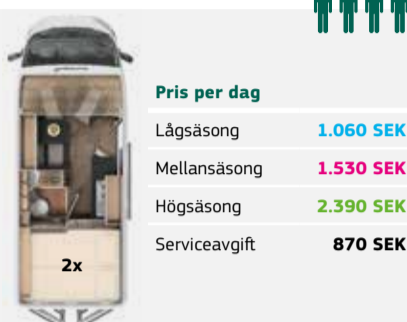 Pris per dag
Lågsäsong 1.060 SEK
Mellansäsong 1.530 SEK
Högsäsong 2.390 SEK
Serviceavgift 870 SEK
2x